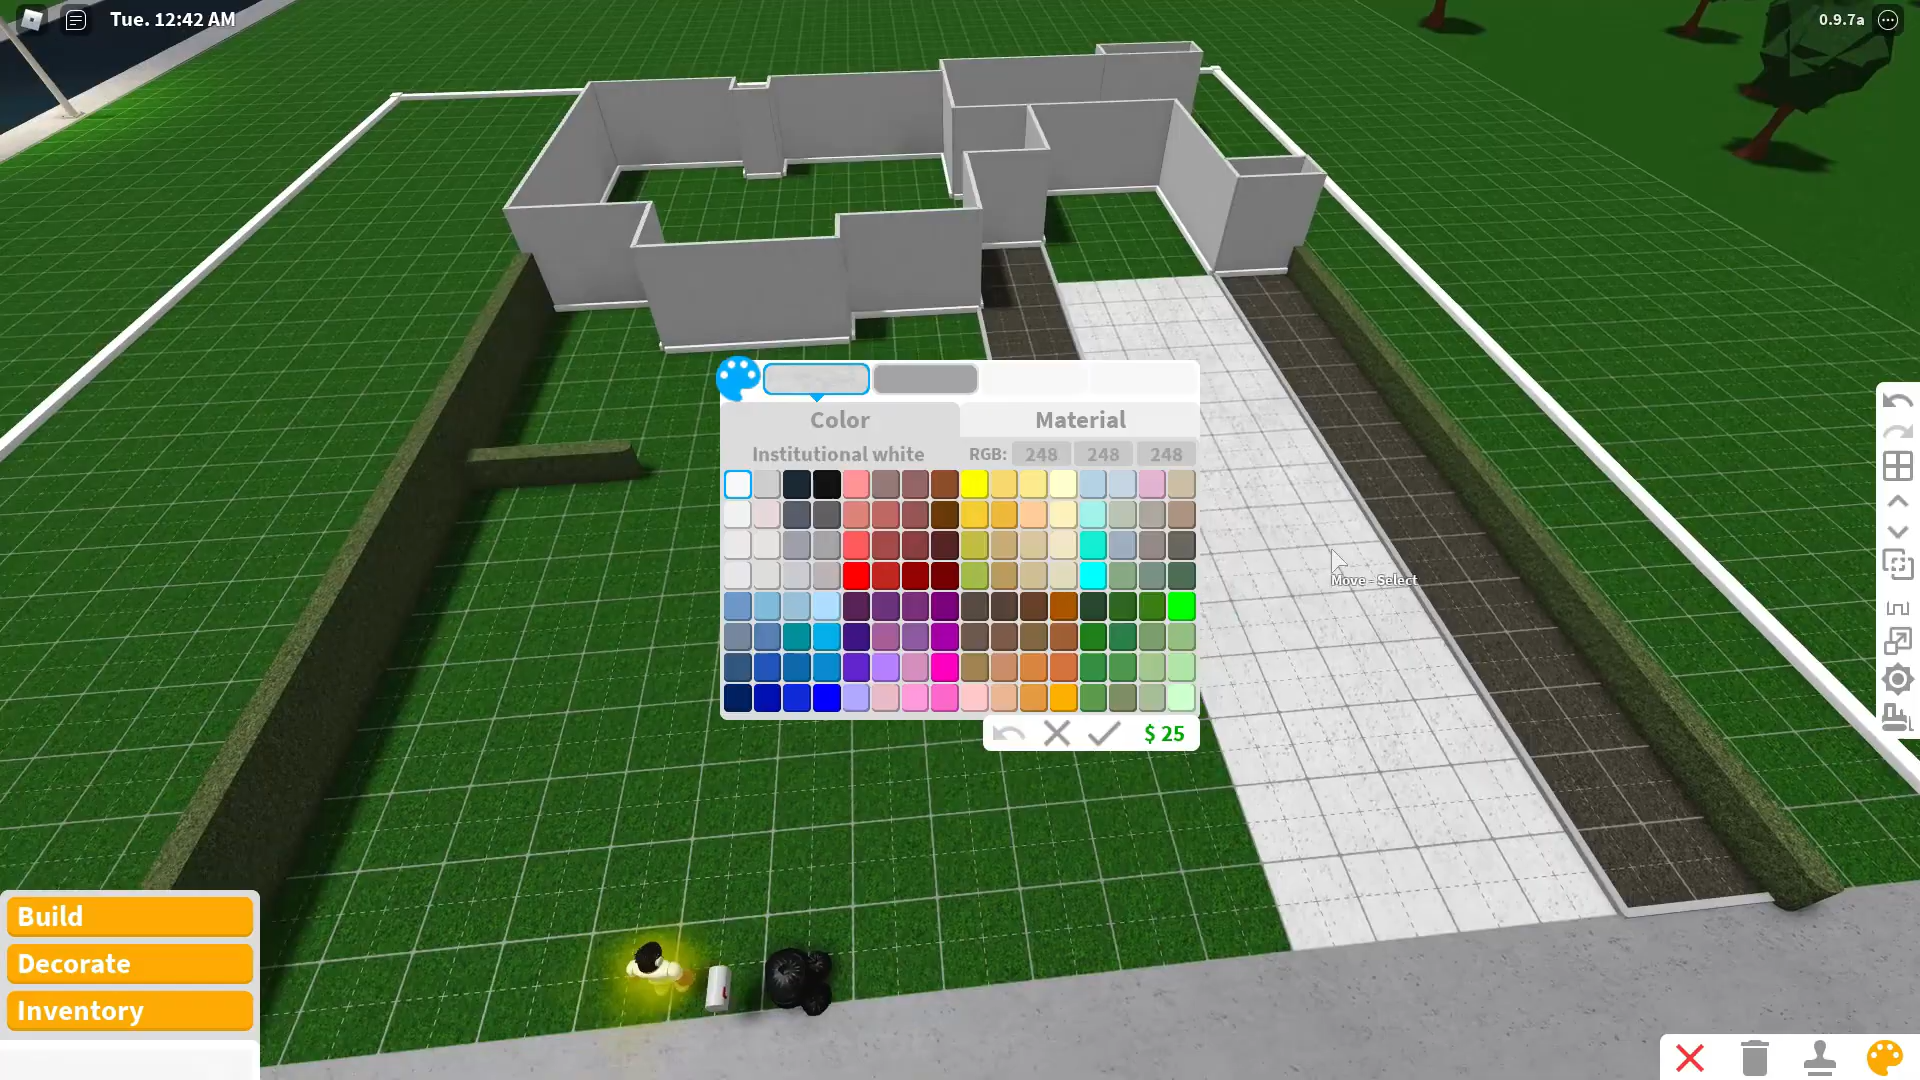 Tue. 12:42 AM
0.9.7a
Color
Material
Institutional white
RGB: 248 248 248
Move - Select
$ 25
Build
Decorate
Inventory